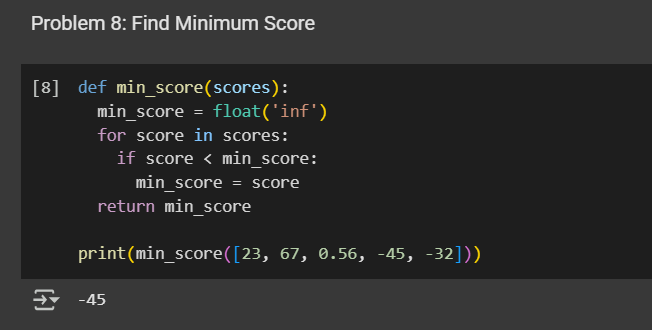 Problem 8: Find Minimum Score
[8] def min_score(scores):
  min_score = float('inf')
  for score in scores:
    if score < min_score:
      min_score = score
  return min_score

print(min_score([23, 67, 0.56, -45, -32]))
-45